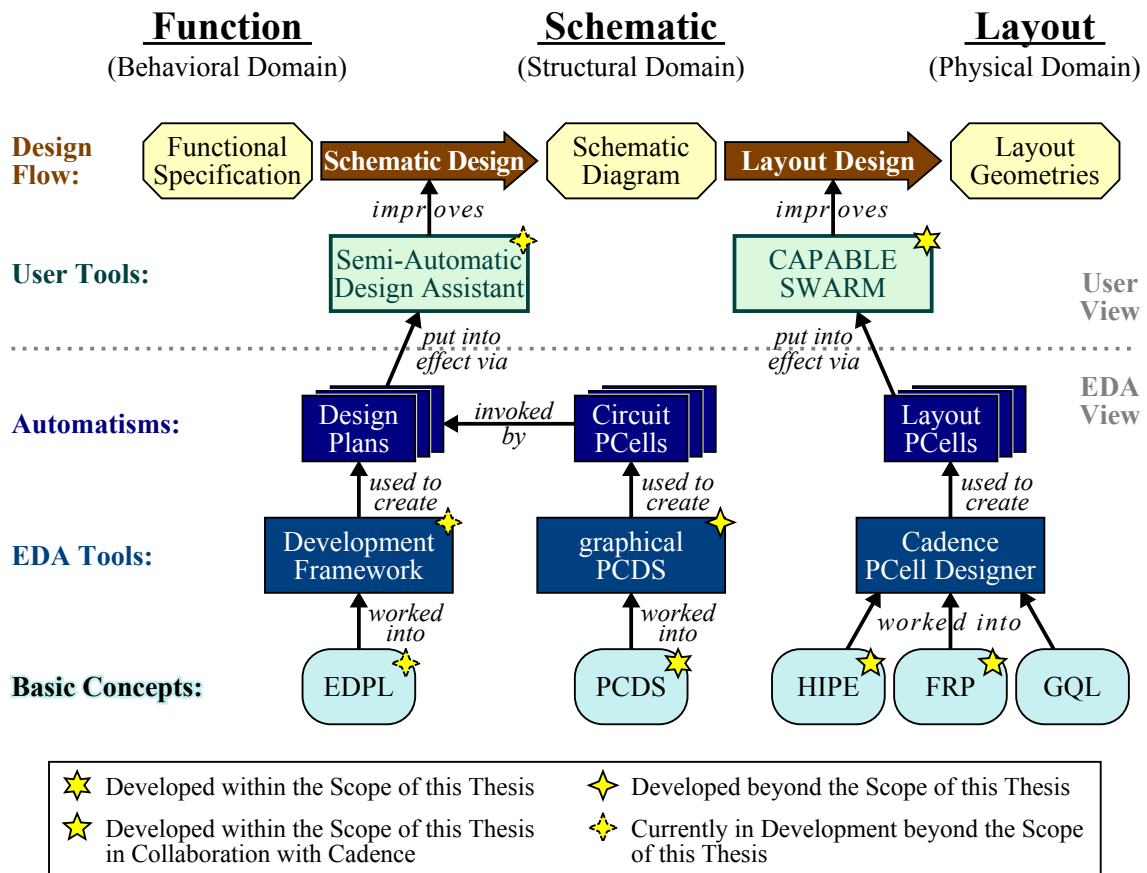 Function
Schematic
Layout
(Behavioral Domain)
(Structural Domain)
(Physical Domain)
Design
Flow:
Functional
Specification
Schematic Design
Schematic
Diagram
Layout Design
Layout
Geometries
improves
improves
User Tools:
Semi-Automatic
Design Assistant
CAPABLE
SWARM
User
View
put into
effect via
put into
effect via
EDA
View
Automatisms:
Design
Plans
invoked
by
Circuit
PCells
Layout
PCells
used to
create
used to
create
used to
create
EDA Tools:
Development
Framework
graphical
PCDS
Cadence
PCell Designer
worked
into
worked
into
worked into
Basic Concepts:
EDPL
PCDS
HIPE
FRP
GQL
Developed within the Scope of this Thesis
Developed beyond the Scope of this Thesis
Developed within the Scope of this Thesis
in Collaboration with Cadence
Currently in Development beyond the Scope
of this Thesis